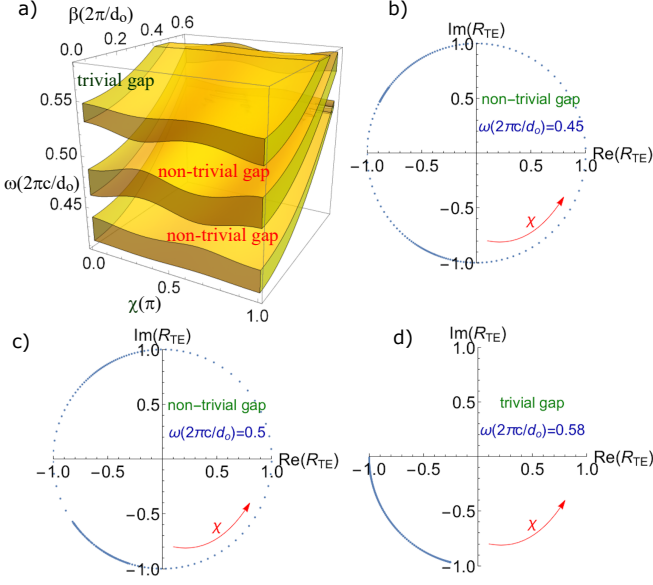 a)
β(2π/dₒ)
0.0
0.2
0.4
0.6
trivial gap
0.55
0.50
0.45
ω(2πc/dₒ)
non-trivial gap
non-trivial gap
0.0
0.5
1.0
χ(π)
b)
Im(R_TE)
1.0
0.5
non-trivial gap
ω(2πc/dₒ)=0.45
-1.0
-0.5
0.5
1.0
Re(R_TE)
-0.5
χ
-1.0
c)
Im(R_TE)
1.0
0.5
non-trivial gap
ω(2πc/dₒ)=0.5
-1.0
-0.5
0.5
1.0
Re(R_TE)
-0.5
χ
-1.0
d)
Im(R_TE)
1.0
0.5
trivial gap
ω(2πc/dₒ)=0.58
-1.0
-0.5
0.5
1.0
Re(R_TE)
-0.5
χ
-1.0